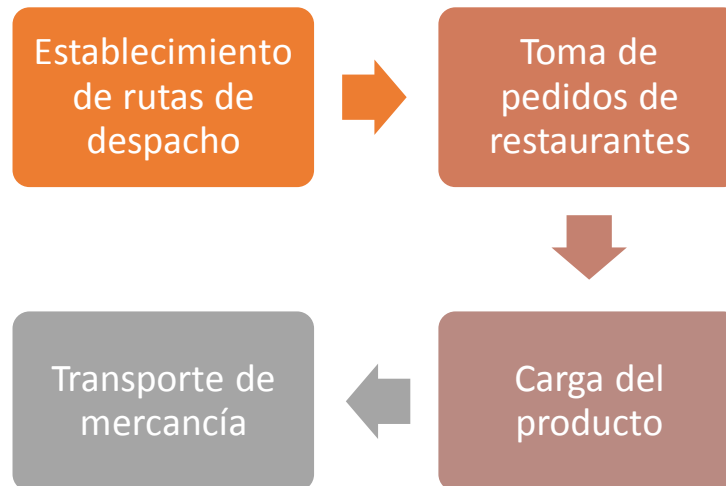 Establecimiento
de rutas de
despacho
Toma de
pedidos de
restaurantes
Carga del
producto
Transporte de
mercancía